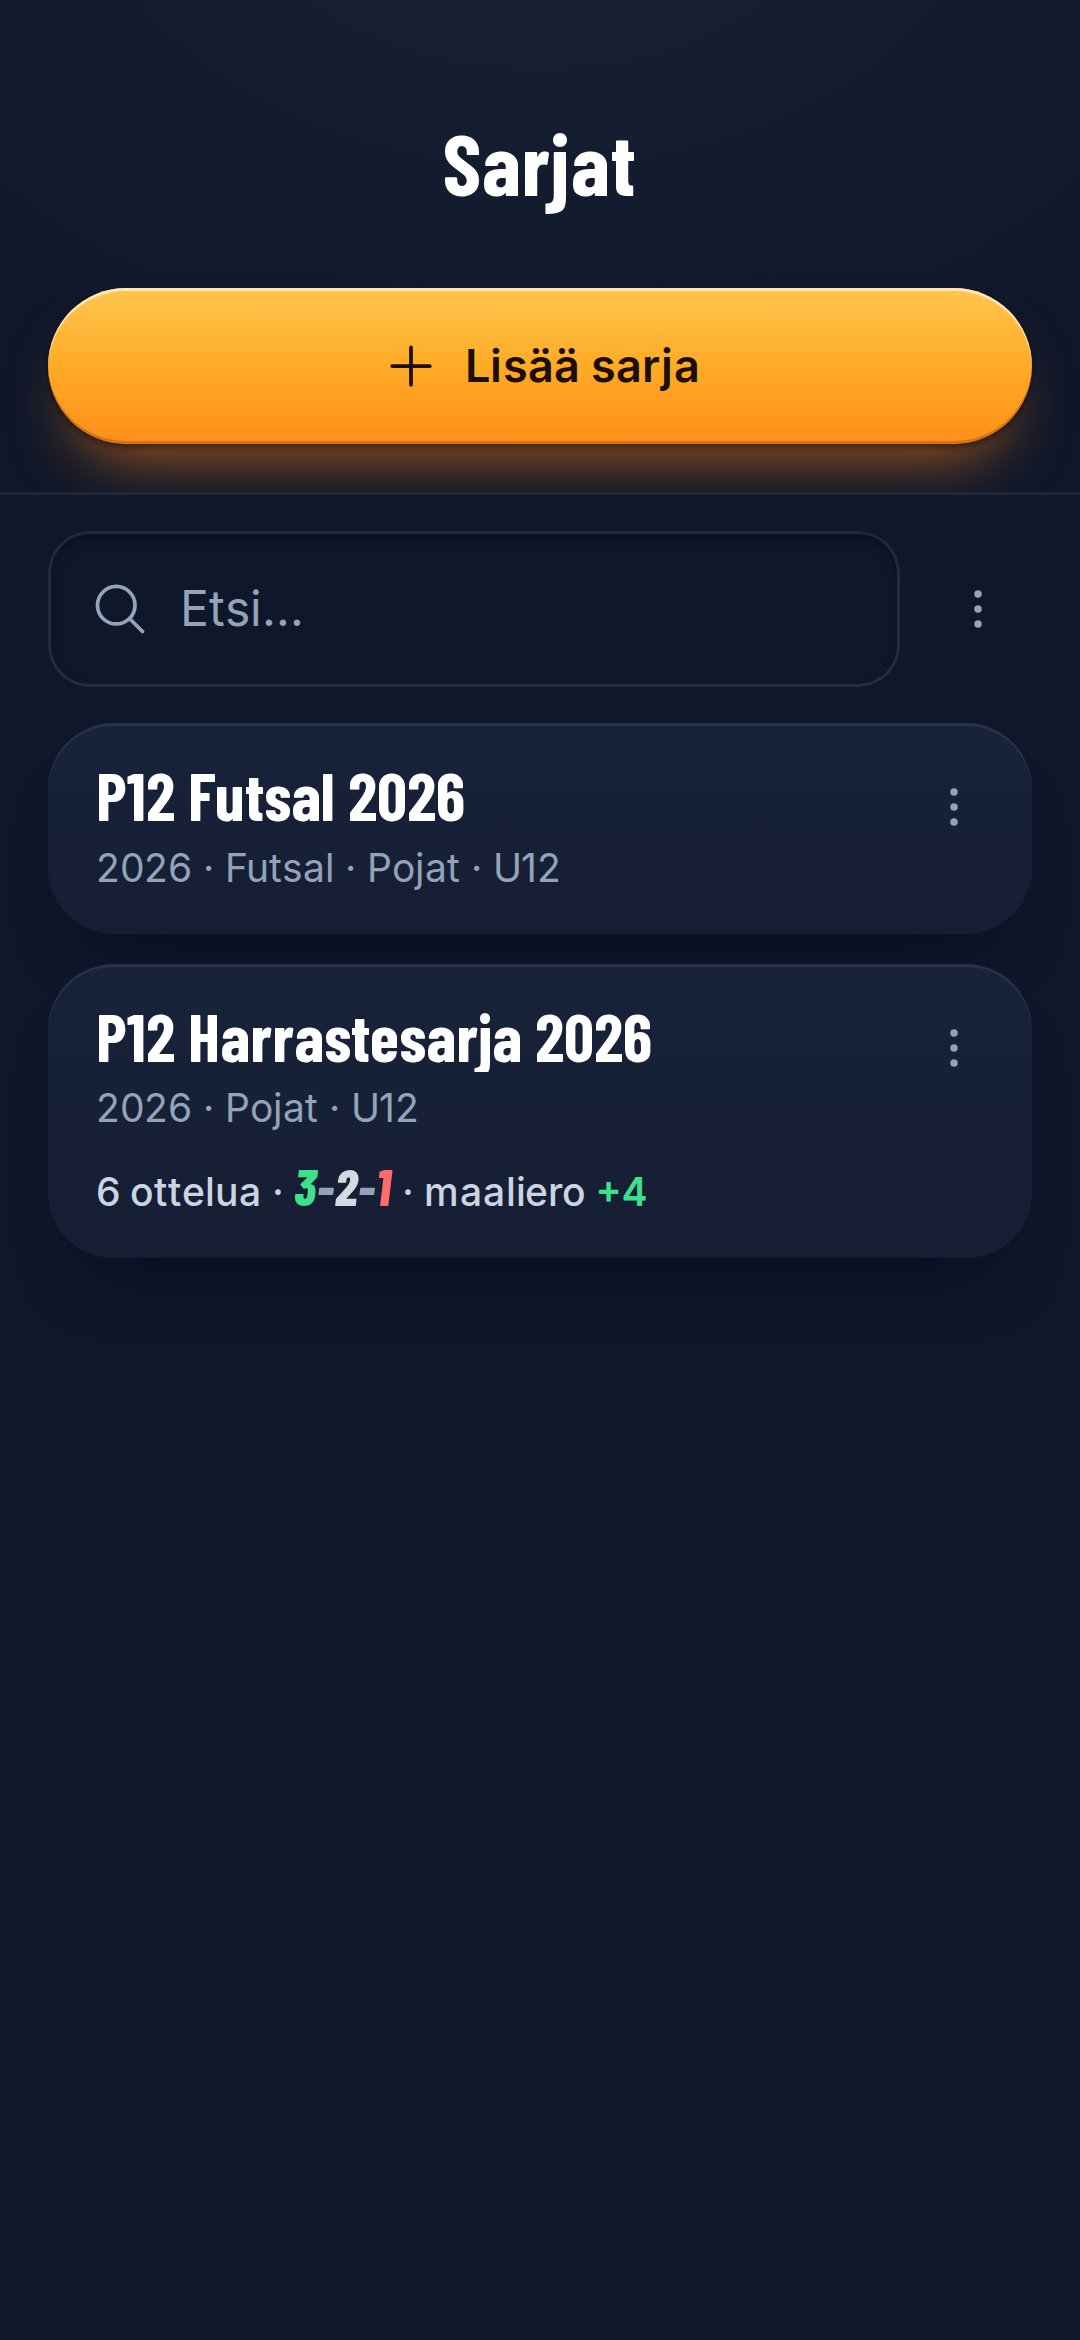 Sarjat
Lisää sarja
Etsi...
P12 Futsal 2026
2026 · Futsal · Pojat · U12
P12 Harrastesarja 2026
2026 · Pojat · U12
6 ottelua · 3-2-1 · maaliero +4